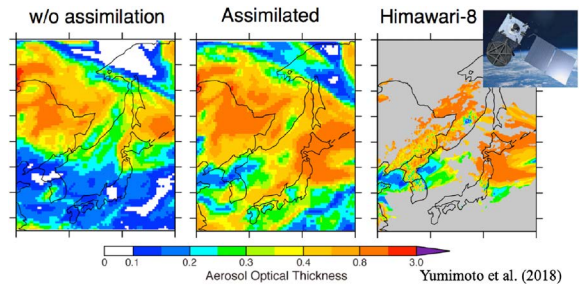 w/o assimilation
Assimilated
Himawari-8
0 0.1 0.2 0.3 0.4 0.8 3.0
Aerosol Optical Thickness
Yumimoto et al. (2018)